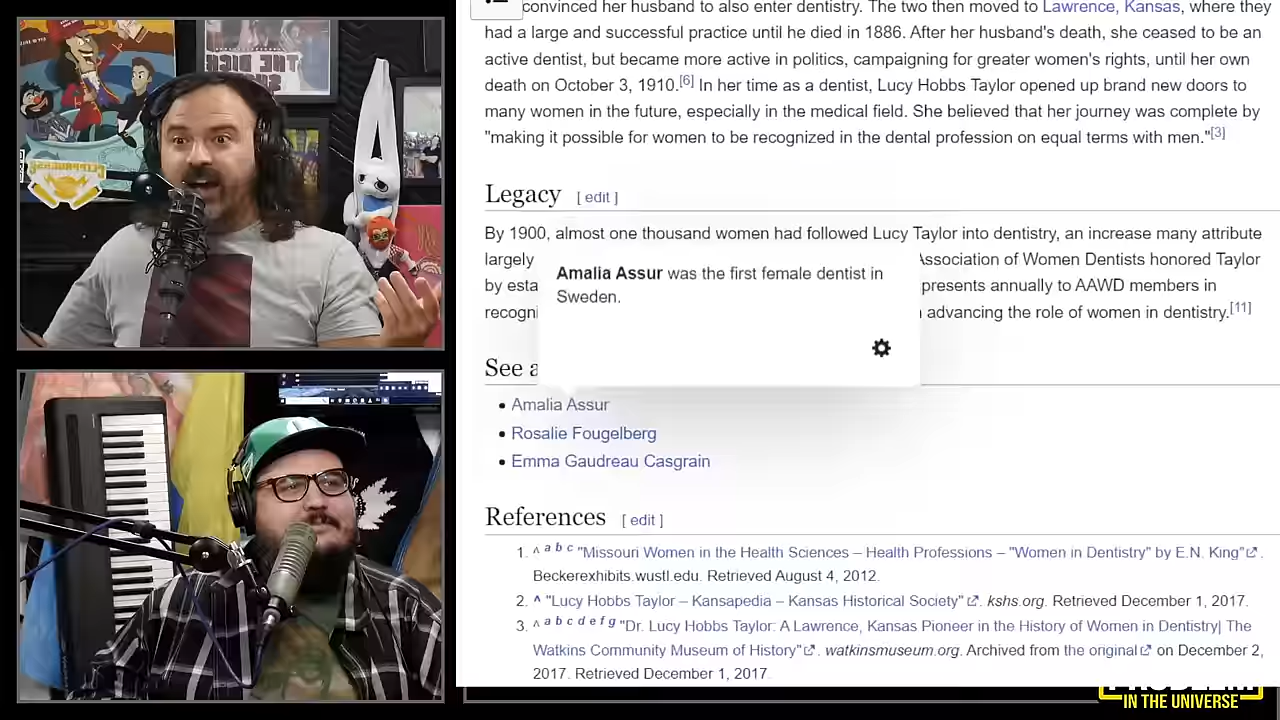 THE DICK
convinced her husband to also enter dentistry. The two then moved to Lawrence, Kansas, where they
had a large and successful practice until he died in 1886. After her husband's death, she ceased to be an
active dentist, but became more active in politics, campaigning for greater women's rights, until her own
death on October 3, 1910.[6] In her time as a dentist, Lucy Hobbs Taylor opened up brand new doors to
many women in the future, especially in the medical field. She believed that her journey was complete by
"making it possible for women to be recognized in the dental profession on equal terms with men."[3]
Legacy [ edit ]
By 1900, almost one thousand women had followed Lucy Taylor into dentistry, an increase many attribute
largely Association of Women Dentists honored Taylor
by esta presents annually to AAWD members in
recogni advancing the role of women in dentistry.[11]
Amalia Assur was the first female dentist in
Sweden.
See a
• Amalia Assur
• Rosalie Fougelberg
• Emma Gaudreau Casgrain
References [ edit ]
1. ^ a b c "Missouri Women in the Health Sciences – Health Professions – "Women in Dentistry" by E.N. King".
Beckerexhibits.wustl.edu. Retrieved August 4, 2012.
2. ^ "Lucy Hobbs Taylor – Kansapedia – Kansas Historical Society". kshs.org. Retrieved December 1, 2017.
3. ^ a b c d e f g "Dr. Lucy Hobbs Taylor: A Lawrence, Kansas Pioneer in the History of Women in Dentistry| The
Watkins Community Museum of History". watkinsmuseum.org. Archived from the original on December 2,
2017. Retrieved December 1, 2017.
PROBLEM
IN THE UNIVERSE